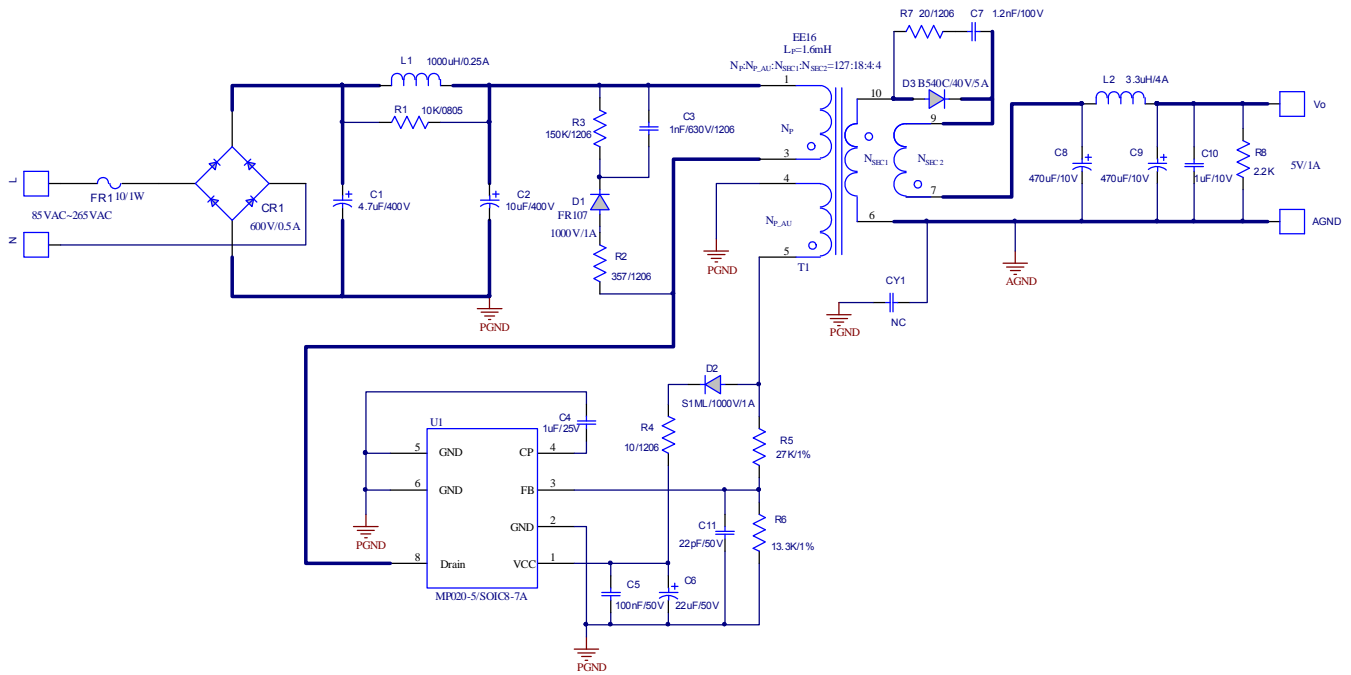 R7 20/1206
C7 1.2nF/100V
EE16
LP=1.6mH
NP:NP_AU:NSEC1:NSEC2=127:18:4:4
L1 1000uH/0.25A
R1 10K/0805
1
10
D3 B540C/40V/5A
L2 3.3uH/4A
Vo
R3
150K/1206
C3
1nF/630V/1206
NP
9
NSEC1
NSEC2
3
7
C8
470uF/10V
C9
470uF/10V
C10
1uF/10V
R8
2.2K
5V/1A
L
FR1 10/1W
85VAC~265VAC
N
CR1
600V/0.5A
C1
4.7uF/400V
C2
10uF/400V
D1
FR107
1000V/1A
R2
357/1206
4
NP_AU
5
T1
6
AGND
PGND
PGND
AGND
CY1
NC
PGND
D2
S1ML/1000V/1A
C4
1uF/25V
R4
10/1206
R5
27K/1%
U1
5
GND
CP
4
6
GND
FB
3
GND
2
8
Drain
VCC
1
MP020-5/SOIC8-7A
PGND
C11
22pF/50V
R6
13.3K/1%
C5
100nF/50V
C6
22uF/50V
PGND